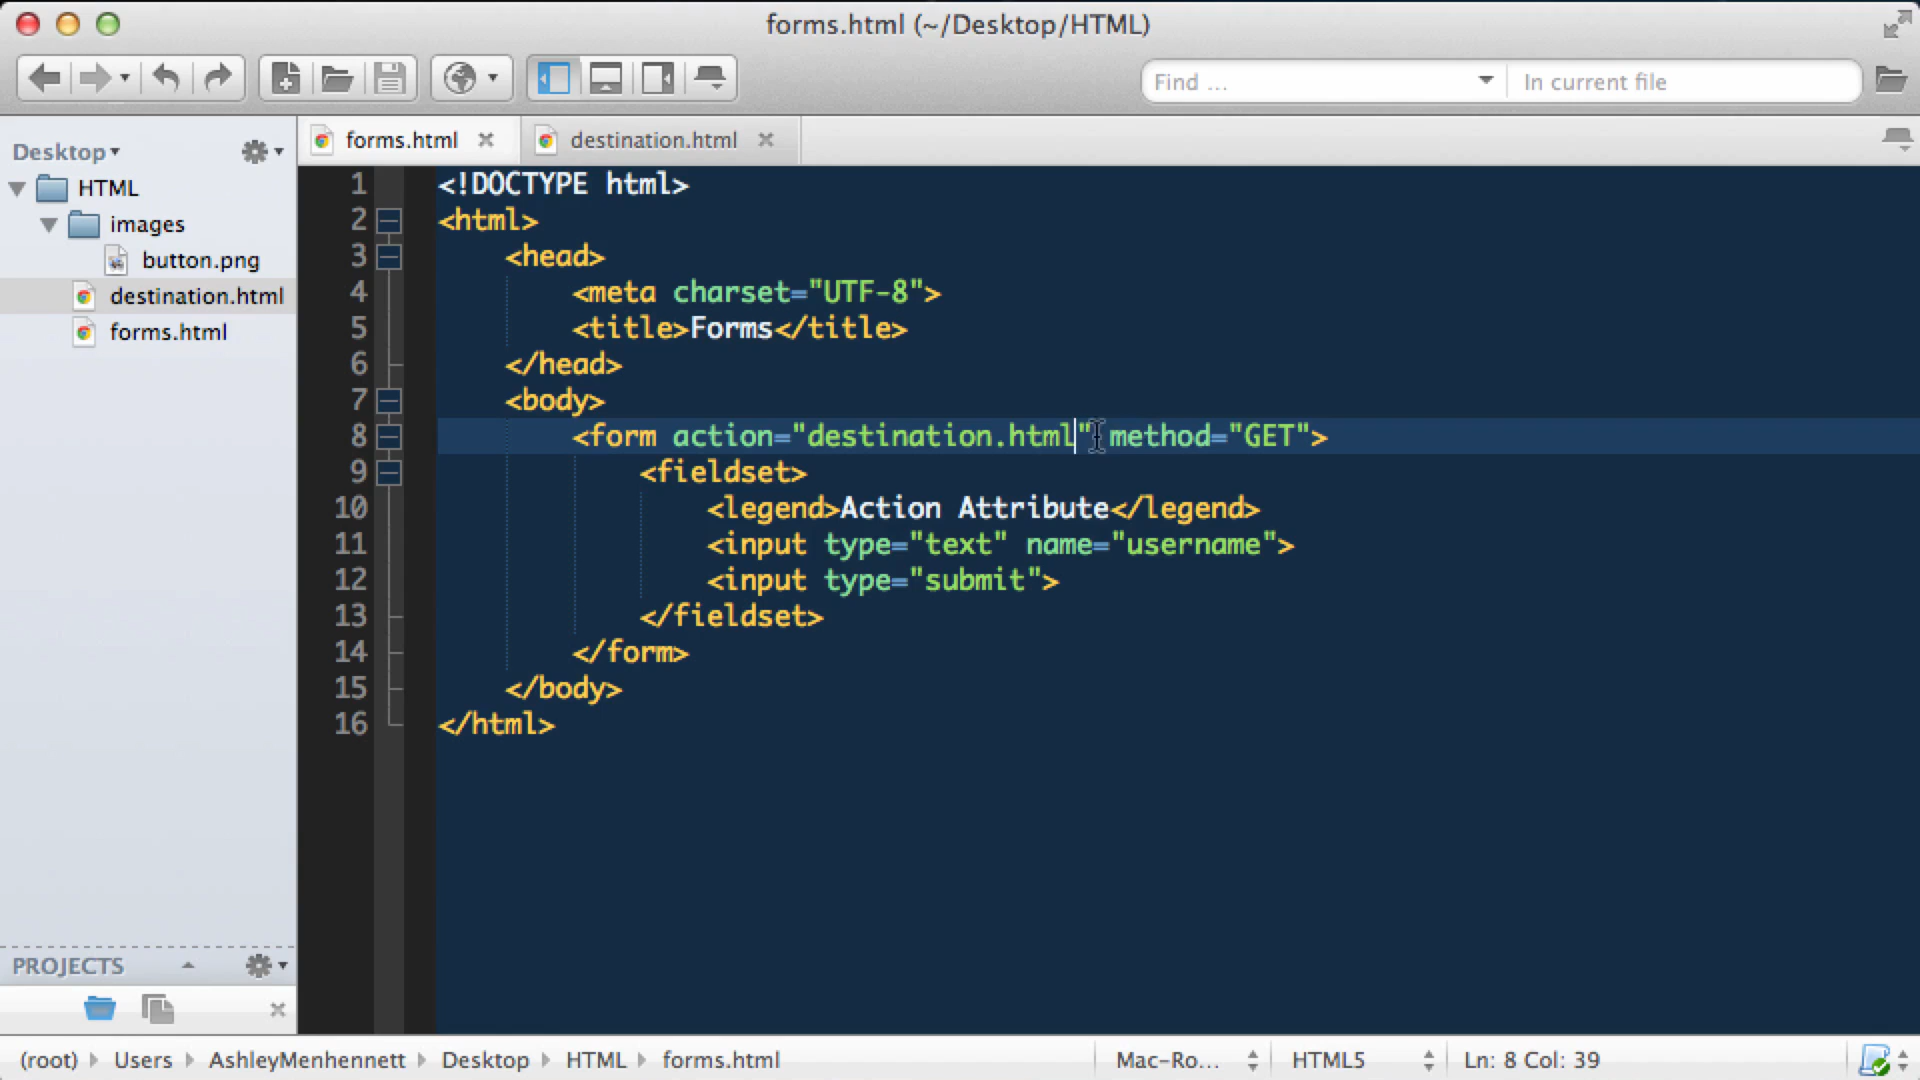 forms.html (~/Desktop/HTML)
Find ...
In current file
Desktop
HTML
images
button.png
destination.html
forms.html
forms.html
destination.html
1 <!DOCTYPE html>
2 <html>
3 <head>
4 <meta charset="UTF-8">
5 <title>Forms</title>
6 </head>
7 <body>
8 <form action="destination.html" method="GET">
9 <fieldset>
10 <legend>Action Attribute</legend>
11 <input type="text" name="username">
12 <input type="submit">
13 </fieldset>
14 </form>
15 </body>
16 </html>
PROJECTS
(root) Users AshleyMenhennett Desktop HTML forms.html
Mac-Ro... HTML5 Ln: 8 Col: 39